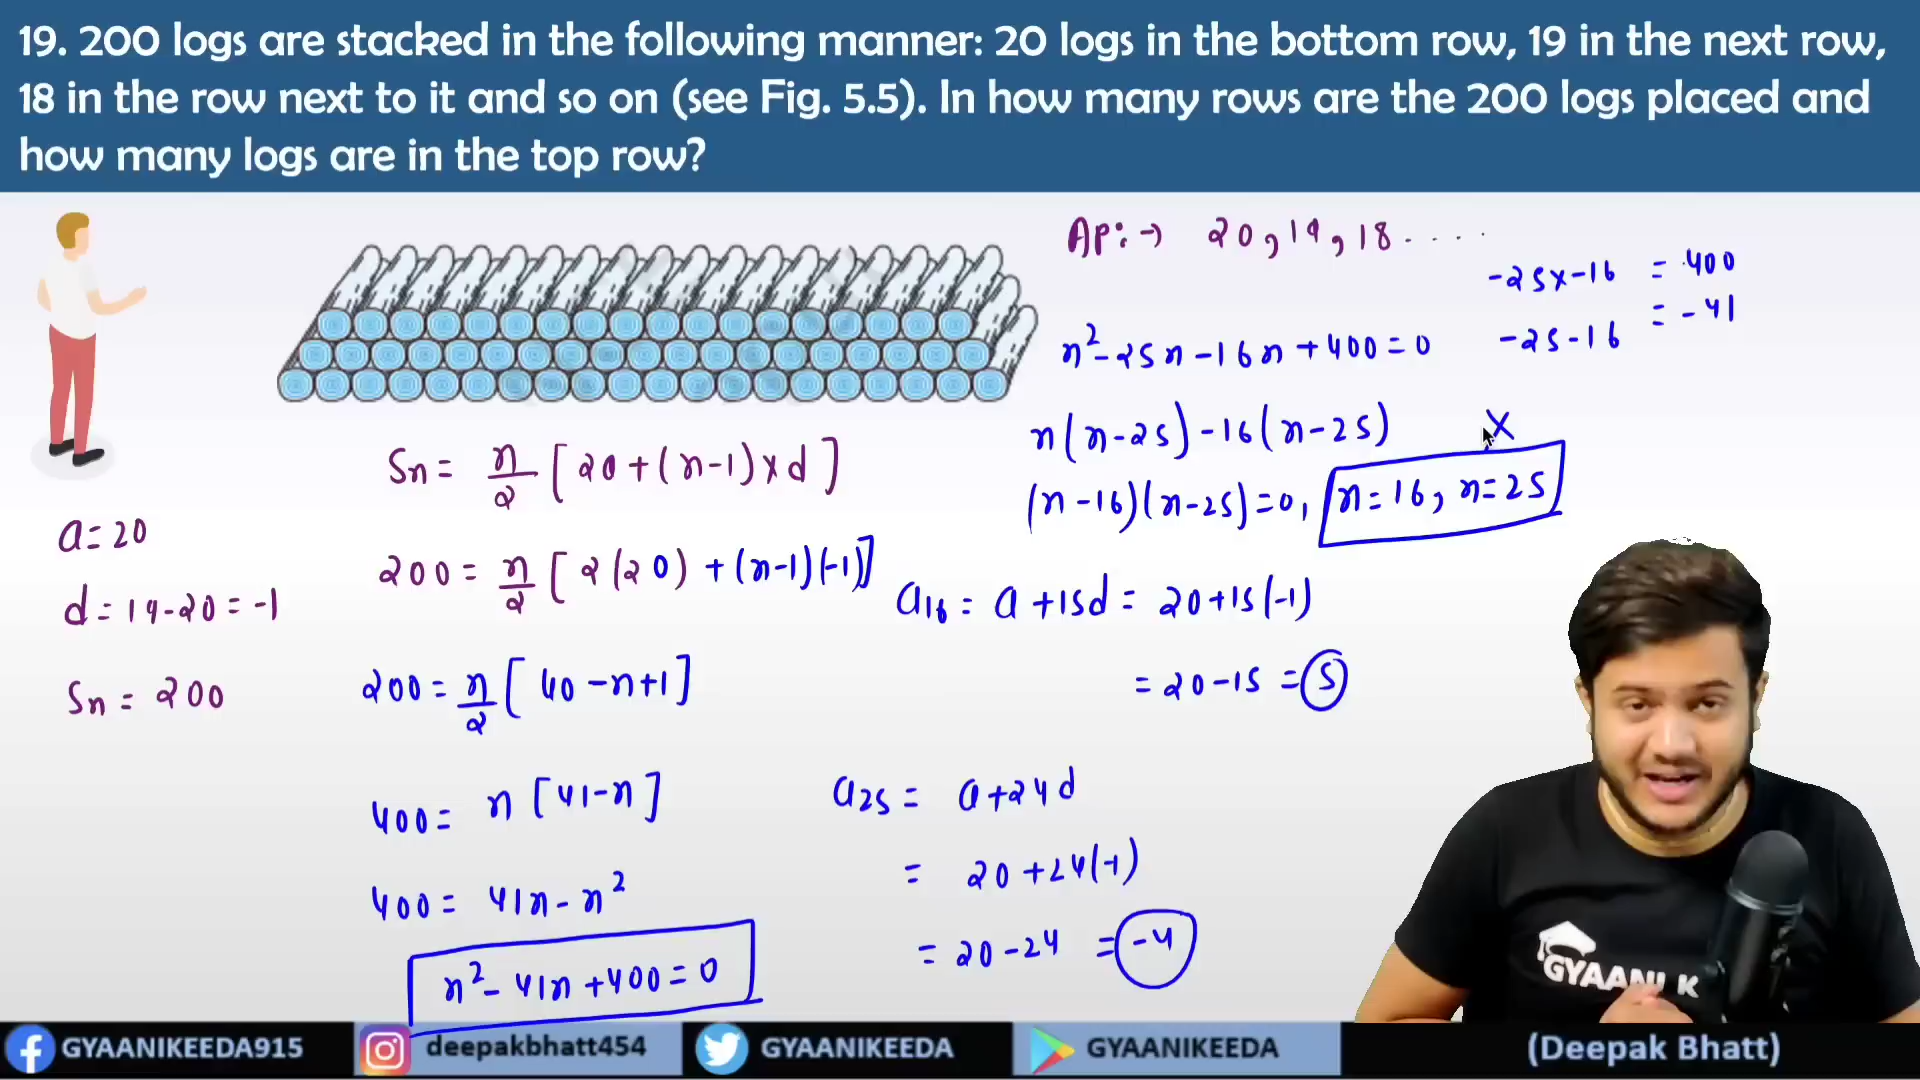 19. 200 logs are stacked in the following manner: 20 logs in the bottom row, 19 in the next row,
18 in the row next to it and so on (see Fig. 5.5). In how many rows are the 200 logs placed and
how many logs are in the top row?
AP:→ 20, 19, 18 . . . .
-25x-16 = 400
-25-16 = -41
n²-25n-16n+400=0
n(n-25)-16(n-25) X
(n-16)(n-25)=0, n=16, n=25
Sn= n/2 [20+(n-1)xd]
a=20
200= n/2 [2(20)+(n-1)(-1)]
d=19-20=-1
a16= a+15d= 20+15(-1)
= 20-15 = 5
Sn= 200
200= n/2 [40-n+1]
400= n[41-n]
a25= a+24d
= 20+24(-1)
400= 41n-n²
= 20-24 = -4
n²-41n+400=0
GYAANI K
GYAANIKEEDA915
deepakbhatt454
GYAANIKEEDA
GYAANIKEEDA
(Deepak Bhatt)